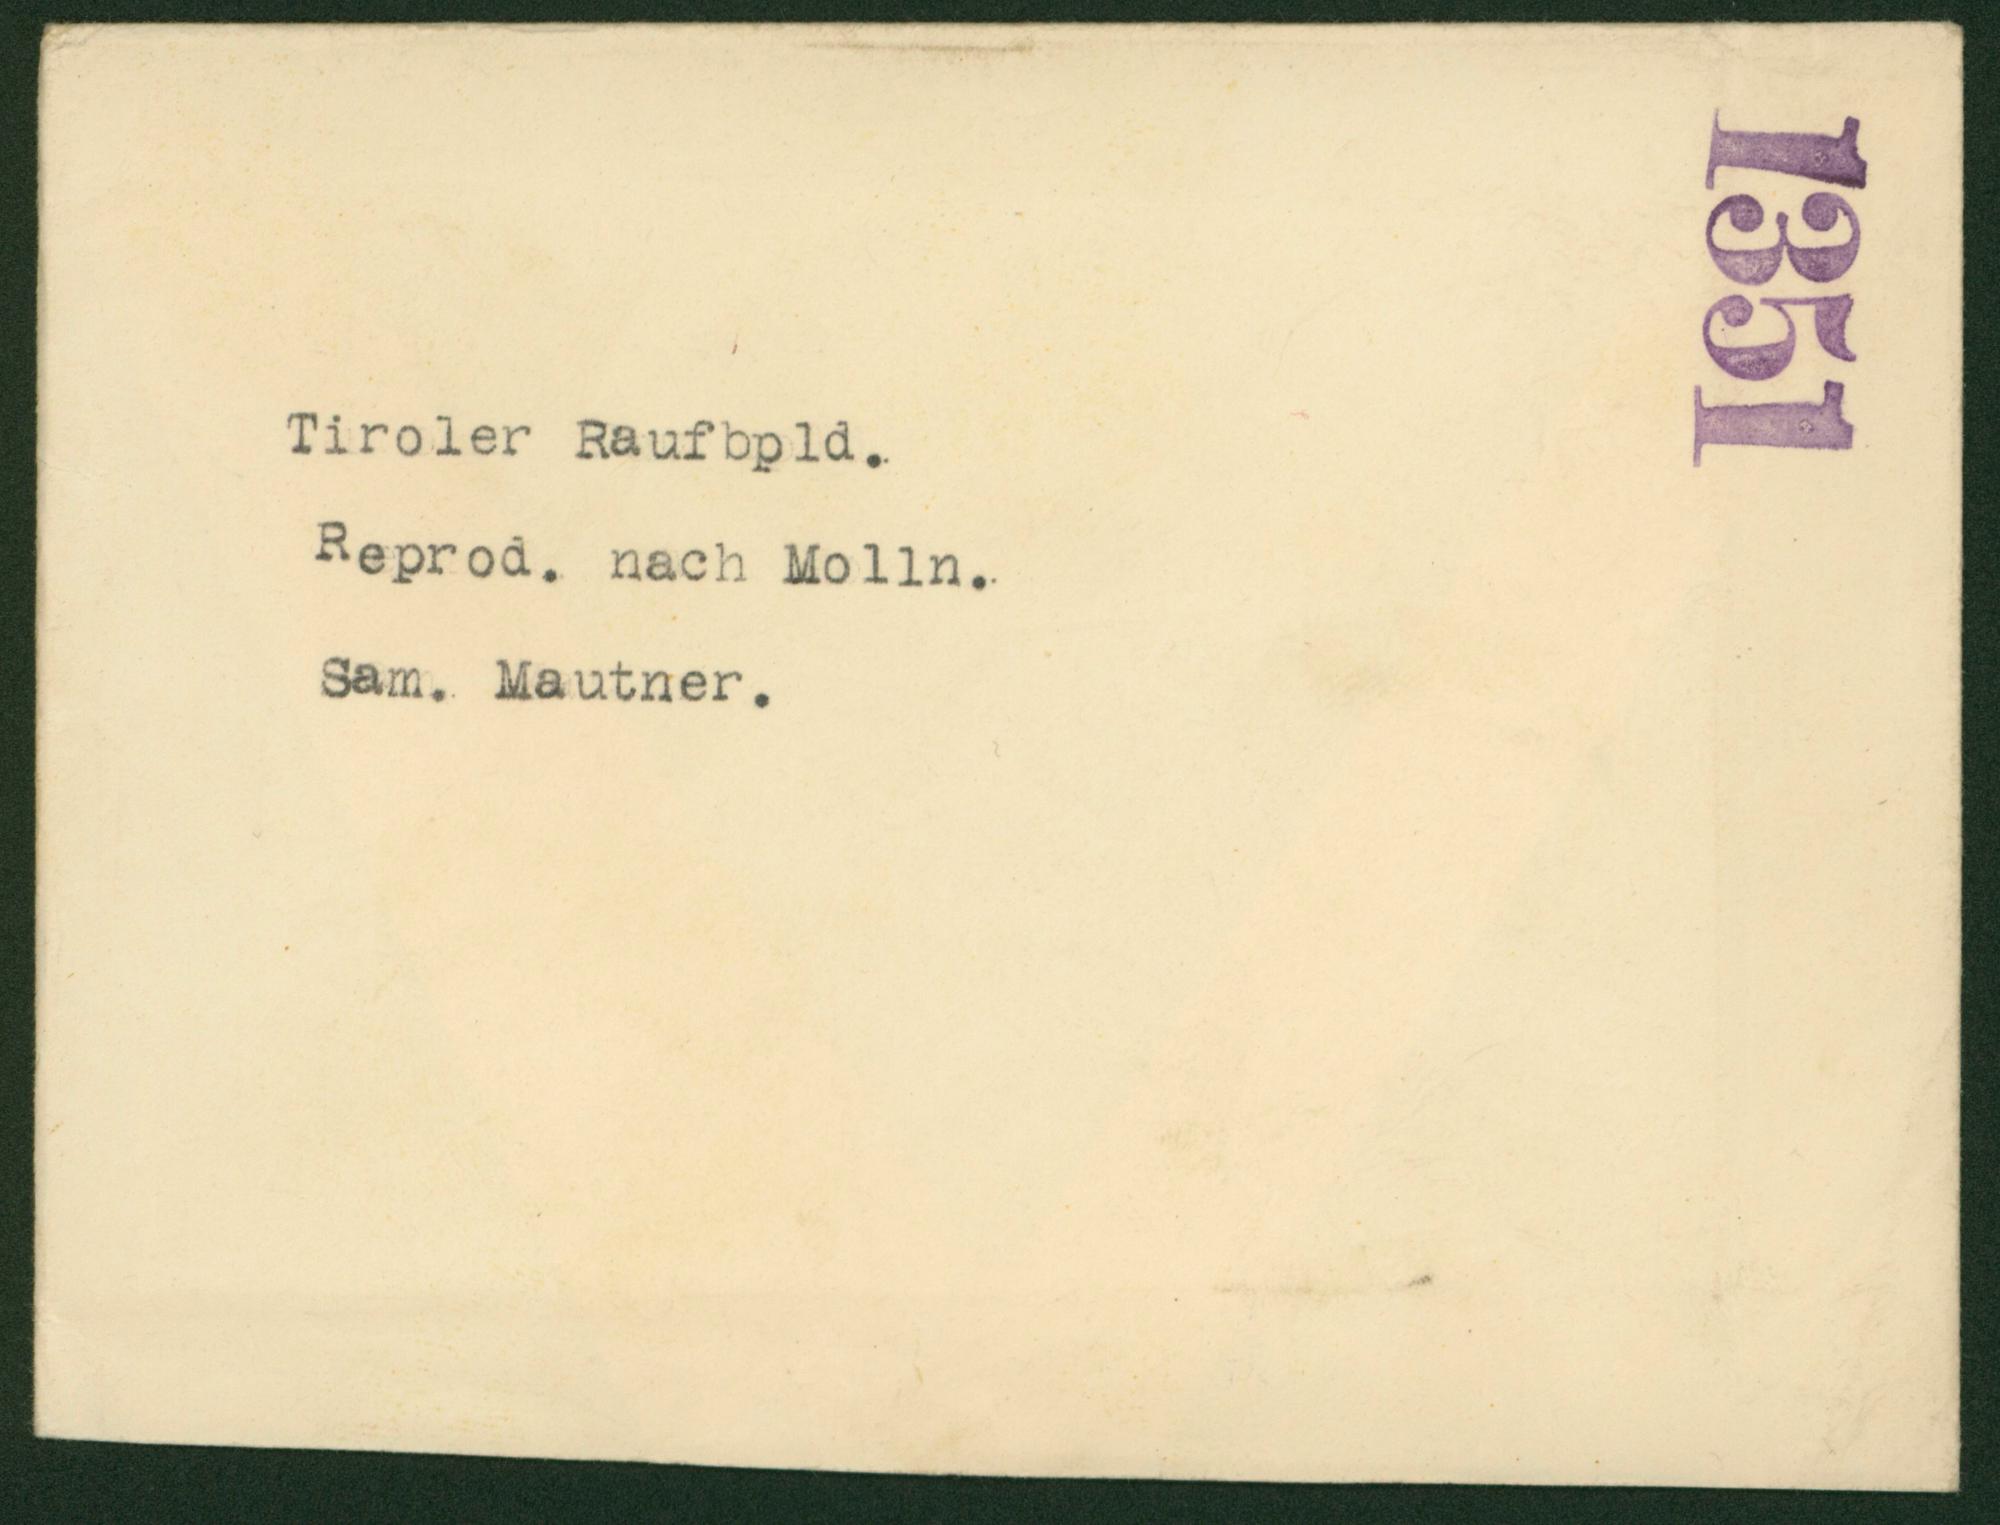 1351
Tiroler Raufbpld.
Reprod. nach Molln.
Sam. Mautner.